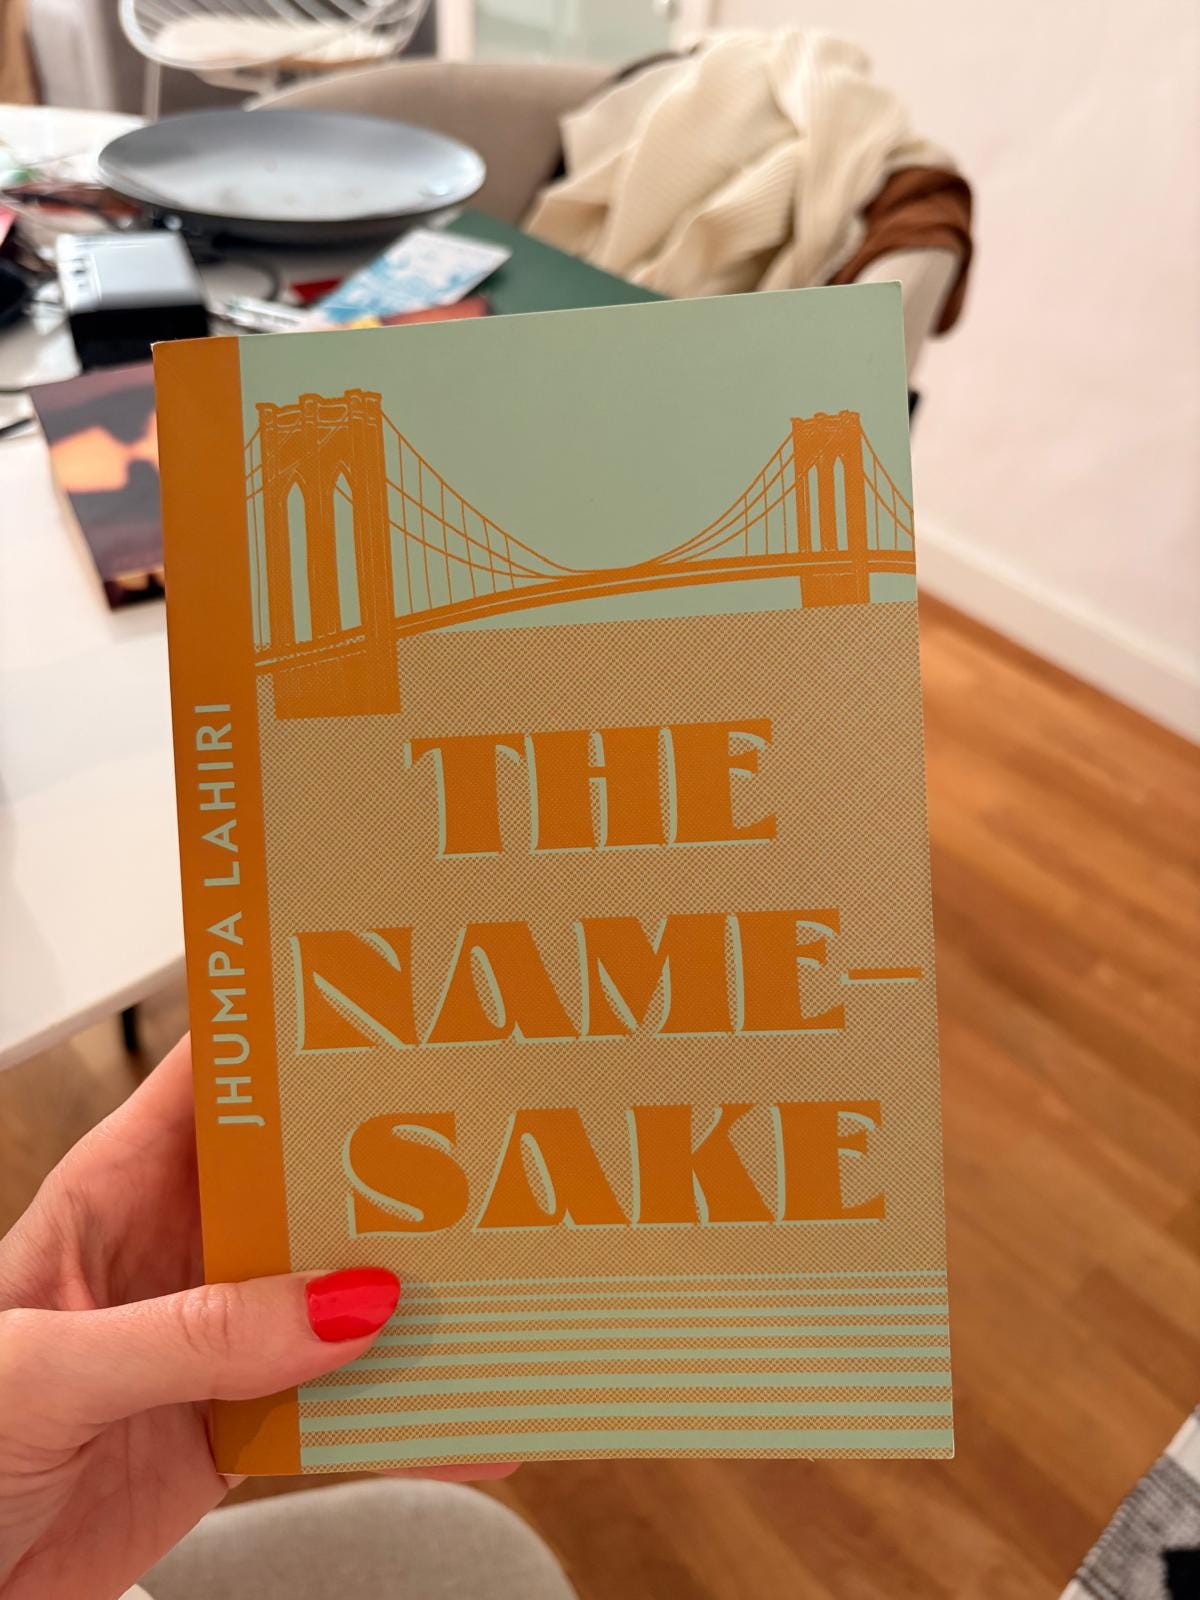 JHUMPA LAHIRI
THE
NAME-
SAKE